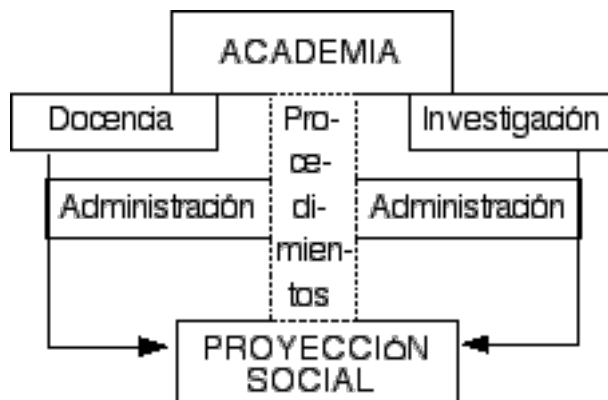 ACADEMIA
Docencia
Pro-
ce-
di-
mien-
tos
Investigación
Administración
Administración
PROYECCIÓN
SOCIAL